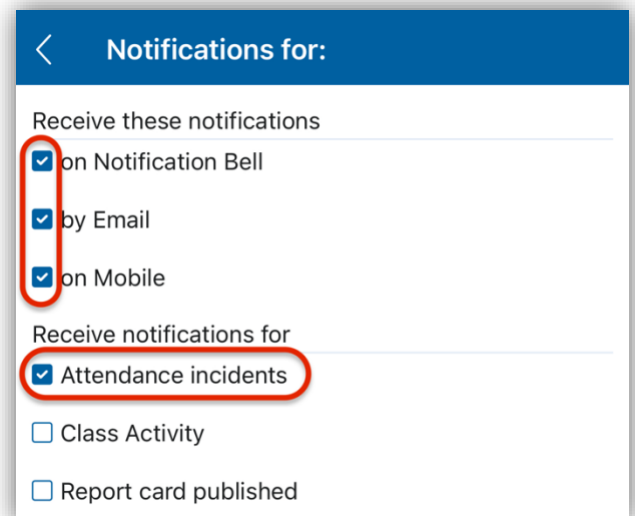 Notifications for:
Receive these notifications
on Notification Bell
by Email
on Mobile
Receive notifications for
Attendance incidents
Class Activity
Report card published